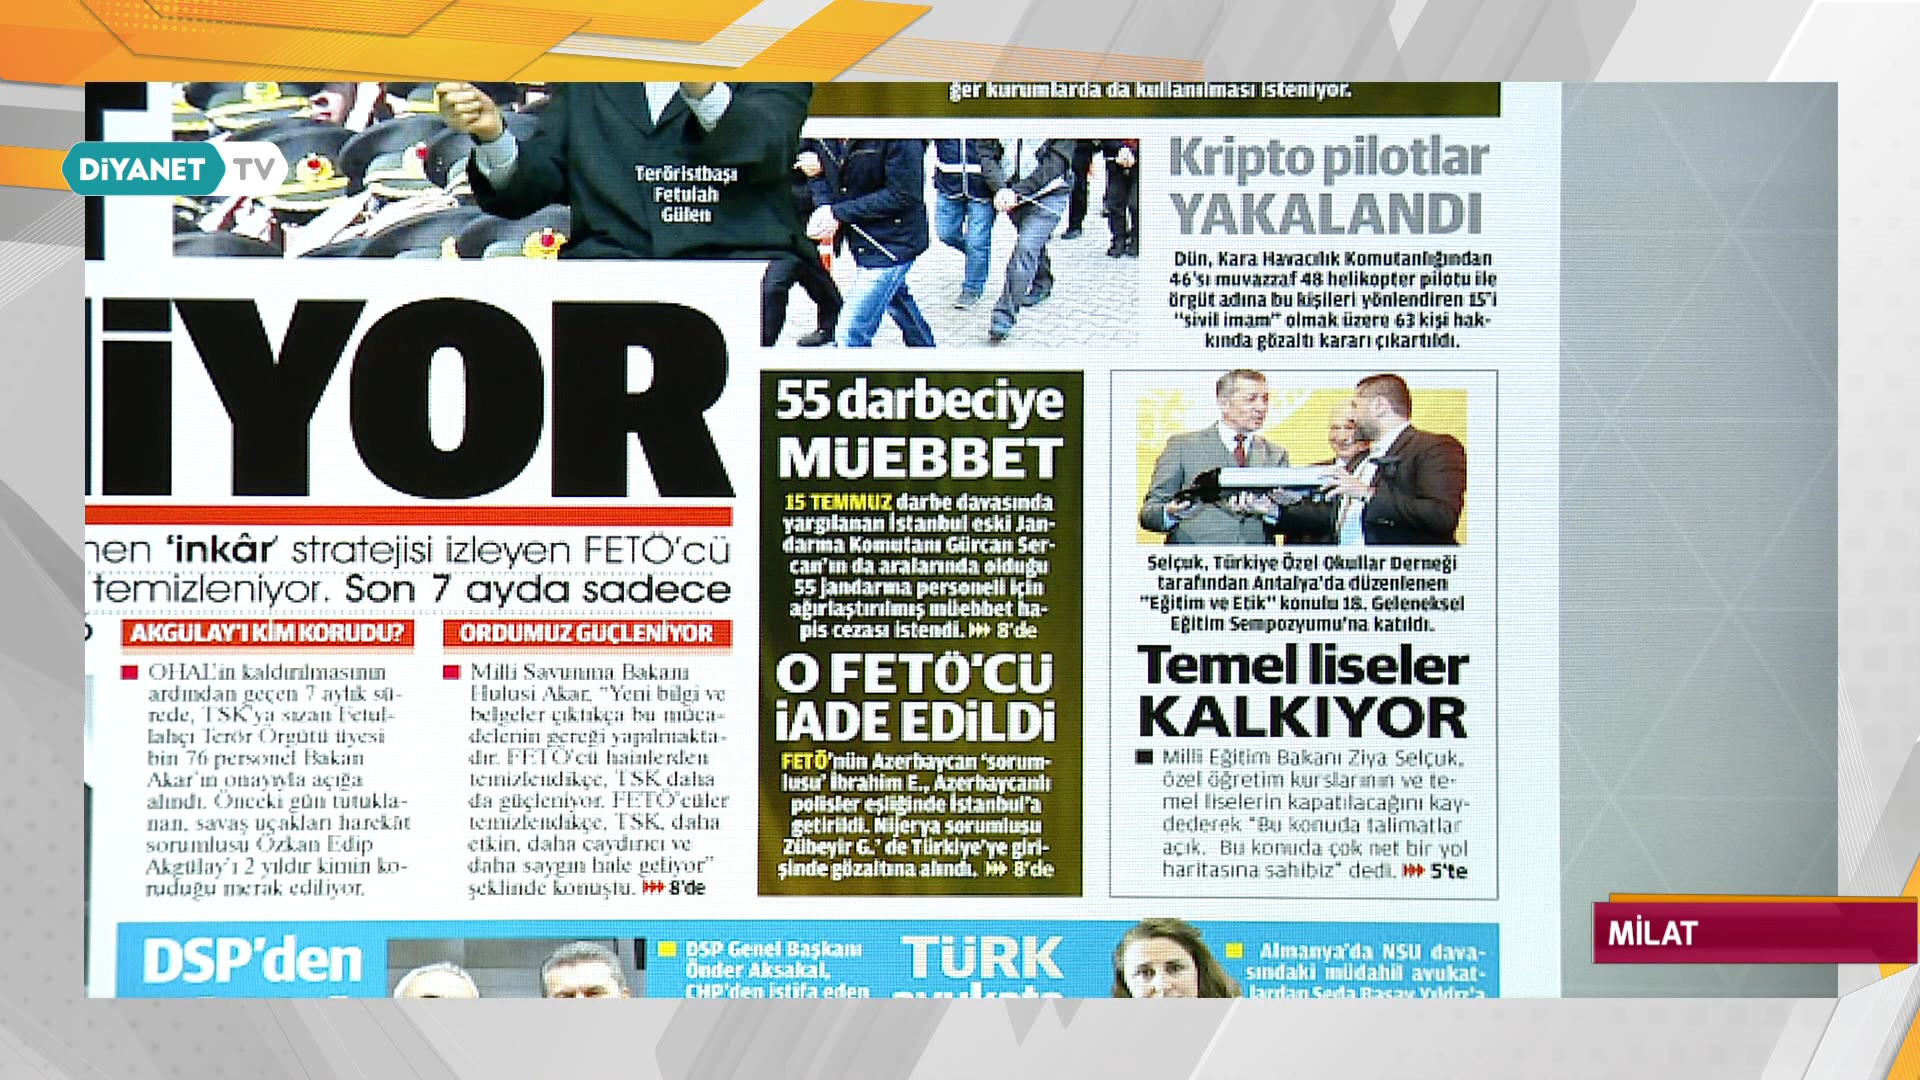 DİYANET TV
ğer kurumlarda da kullanılması isteniyor.
Teröristbaşı
Fetulah
Gülen
Kripto pilotlar
YAKALANDI
Dün, Kara Havacılık Komutanlığından
46'sı muvazzaf 48 helikopter pilotu ile
örgüt adına bu kişileri yönlendiren 15'i
"sivil imam" olmak üzere 63 kişi hak-
kında gözaltı kararı çıkartıldı.
İYOR
'inkâr' stratejisi izleyen FETÖ'cü
temizleniyor. Son 7 ayda sadece
AKGÜLAY'I KİM KORUDU?
OHAL'in kaldırılmasının
ardından geçen 7 aylık sü-
rede, TSK'ya sızan Fetul-
lahçı Terör Örgütü üyesi
bin 76 personel Bakan
Akar'ın onayıyla açığa
alındı. Önceki gün tutukla-
nan, savaş uçakları harekât
sorumlusu Özkan Edip
Akgülay'ı 2 yıldır kimin ko-
ruduğu merak ediliyor.
ORDUMUZ GÜÇLENİYOR
Milli Savunma Bakanı
Hulusi Akar, "Yeni bilgi ve
belgeler çıktıkça bu müca-
delenin gereği yapılmakta-
dır. FETÖ'cü hainlerden
temizlendikçe, TSK daha
da güçleniyor. FETÖ'cüler
temizlendikçe, TSK, daha
etkin, daha caydırıcı ve
daha saygın hale geliyor"
şeklinde konuştu. 8'de
55 darbeciye
MÜEBBET
15 TEMMUZ darbe davasında
yargılanan İstanbul eski Jan-
darma Komutanı Gürcan Ser-
can'ın da aralarında olduğu
55 jandarma personeli için
ağırlaştırılmış müebbet ha-
pis cezası istendi. 8'de
O FETÖ'CÜ
İADE EDİLDİ
FETÖ'nün Azerbaycan 'sorum-
lusu' İbrahim E., Azerbaycanlı
polisler eşliğinde İstanbul'a
getirildi. Nijerya sorumlusu
Zübeyir G.' de Türkiye'ye giri-
şinde gözaltına alındı. 8'de
Selçuk, Türkiye Özel Okullar Derneği
tarafından Antalya'da düzenlenen
"Eğitim ve Etik" konulu 18. Geleneksel
Eğitim Sempozyumu'na katıldı.
Temel liseler
KALKIYOR
Milli Eğitim Bakanı Ziya Selçuk,
özel öğretim kurslarının ve te-
mel liselerin kapatılacağını kay-
dederek "Bu konuda talimatlar
açık. Bu konuda çok net bir yol
haritasına sahibiz" dedi. 5'te
DSP'den
DSP Genel Başkanı
Önder Aksakal,
CHP'den istifa eden
TÜRK
avukata
Almanya'da NSU dava-
sındaki müdahil avukat-
lardan Seda Başay Yıldız'a
MİLAT